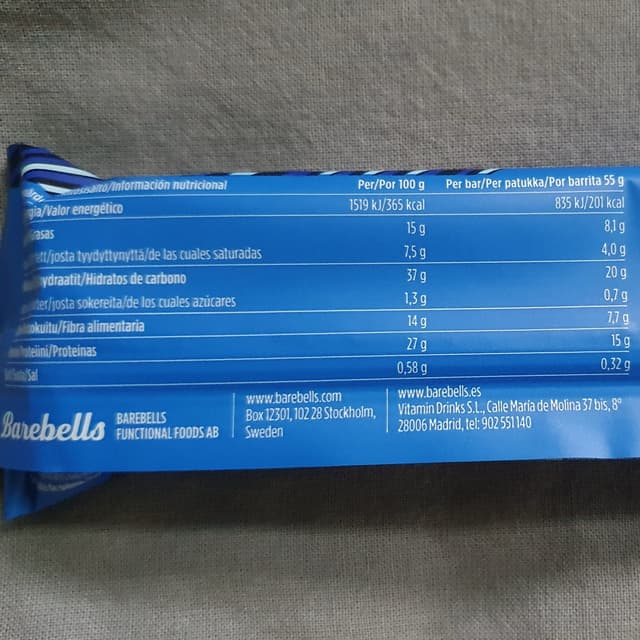 /Información nutricional Per/Por 100 g Per bar/Per patukka/Por barrita 55 g
/Valor energético 1519 kJ/365 kcal 835 kJ/201 kcal
15 g 8,1 g
/josta tyydyttynyttä/de las cuales saturadas 7,5 g 4,0 g
/Hidratos de carbono 37 g 20 g
/josta sokereita/de los cuales azúcares 1,3 g 0,7 g
/Fibra alimentaria 14 g 7,7 g
/Proteínas 27 g 15 g
/Sal 0,58 g 0,32 g
Barebells
BAREBELLS
FUNCTIONAL FOODS AB
www.barebells.com
Box 12301, 102 28 Stockholm,
Sweden
www.barebells.es
Vitamin Drinks S.L., Calle María de Molina 37 bis, 8º
28006 Madrid, tel: 902 551 140